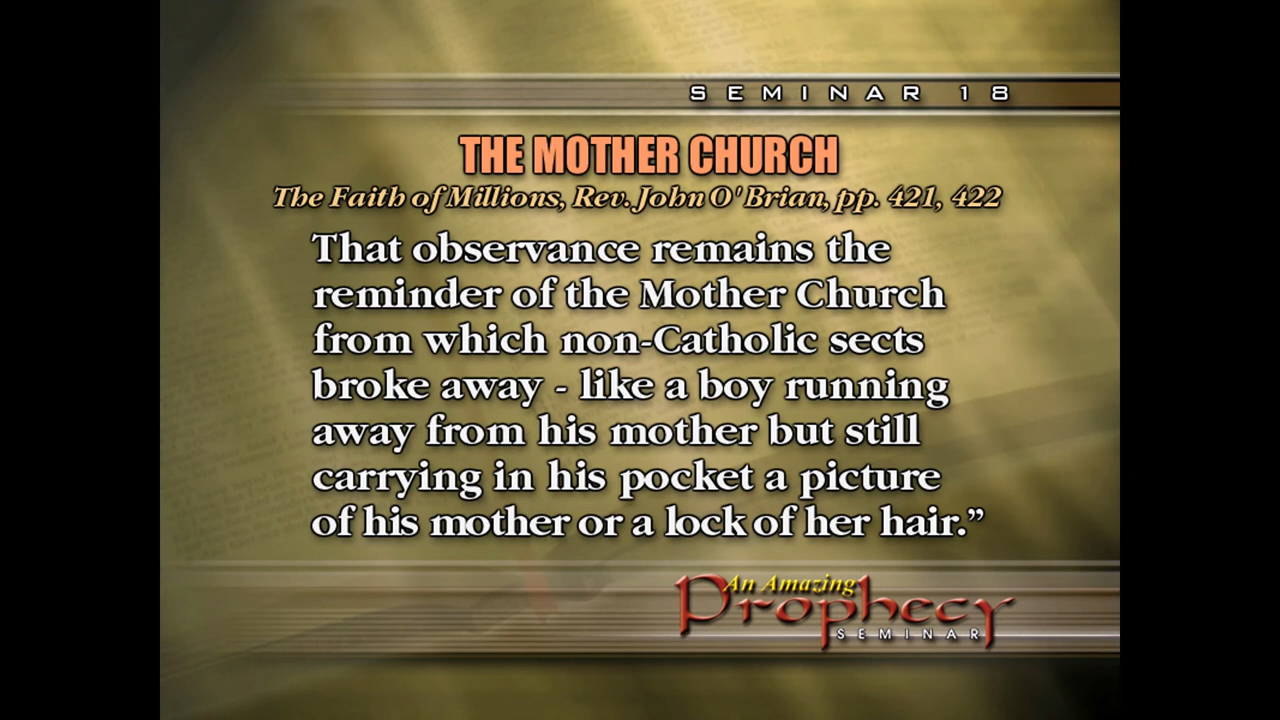 SEMINAR 18
THE MOTHER CHURCH
The Faith of Millions, Rev. John O' Brian, pp. 421, 422
That observance remains the
reminder of the Mother Church
from which non-Catholic sects
broke away - like a boy running
away from his mother but still
carrying in his pocket a picture
of his mother or a lock of her hair.”
An Amazing
Prophecy
SEMINAR